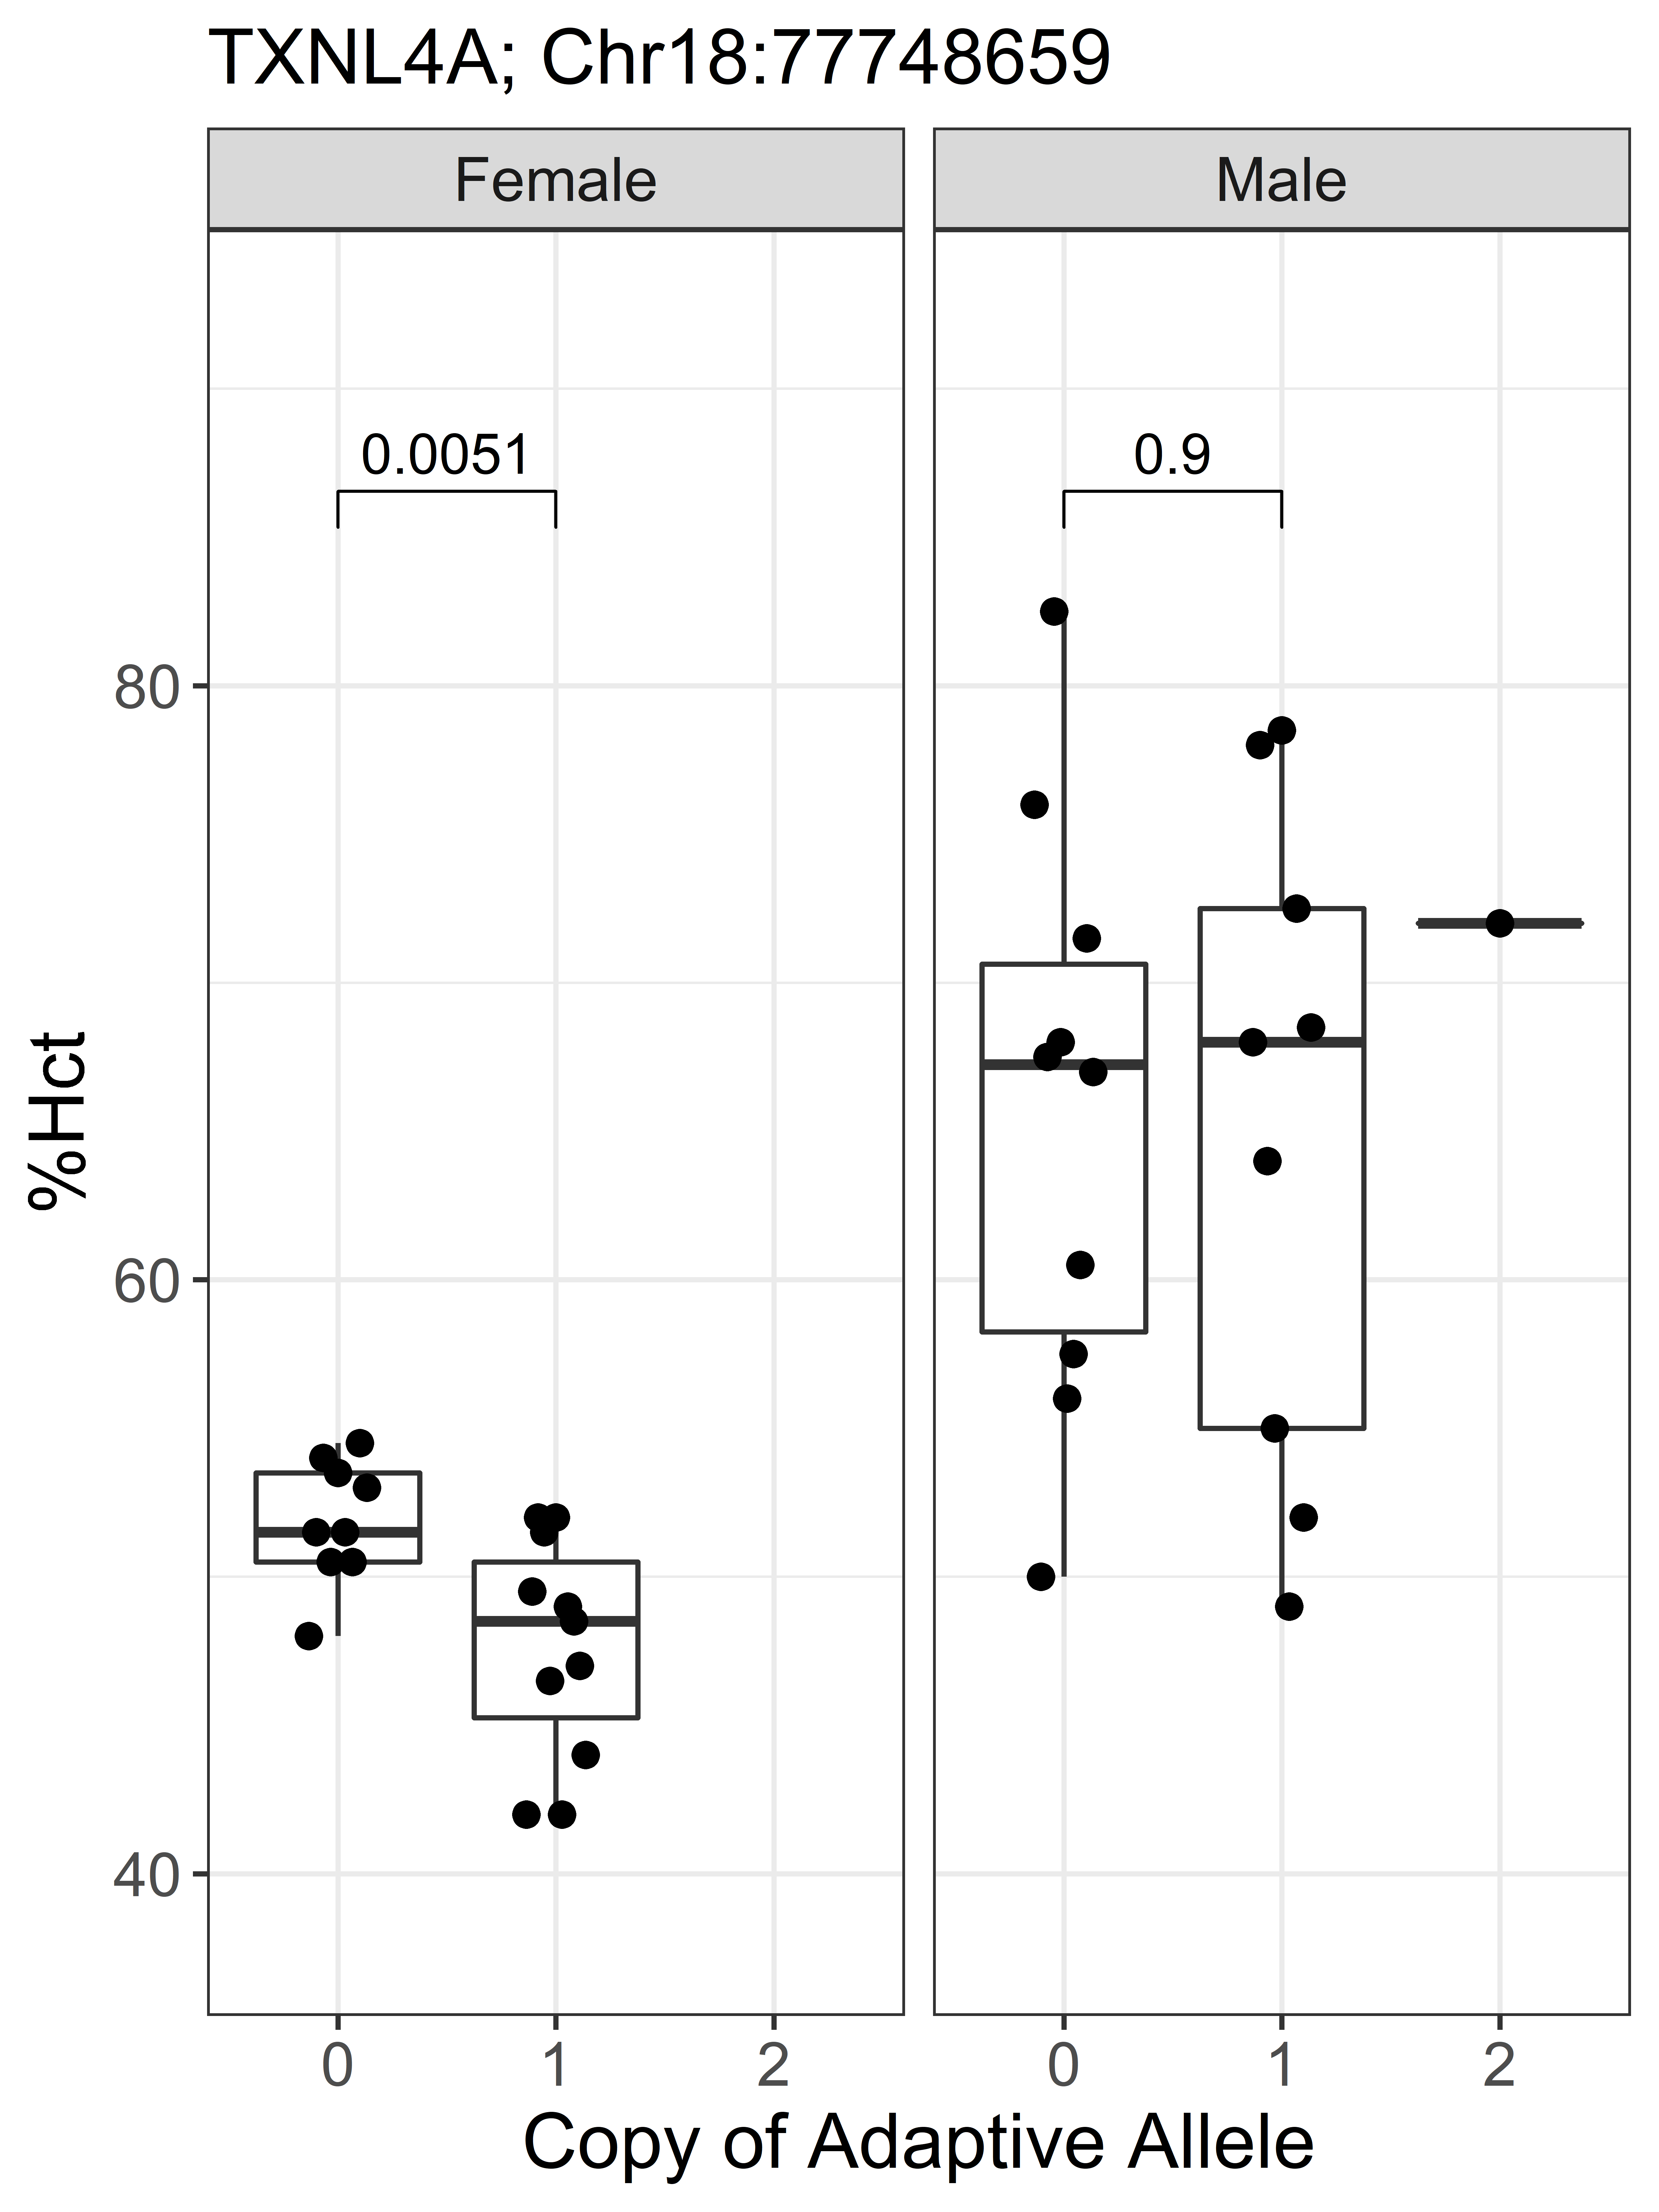 TXNL4A; Chr18:77748659
Female Male
0.0051 0.9
80
60
40
%Hct
0 1 2 0 1 2
Copy of Adaptive Allele